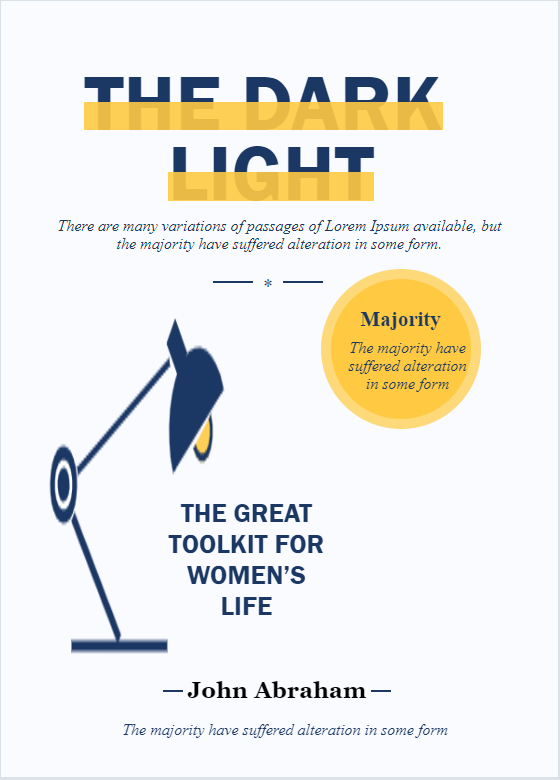 THE DARK
LIGHT
There are many variations of passages of Lorem Ipsum available, but
the majority have suffered alteration in some form.
*
Majority
The majority have
suffered alteration
in some form
THE GREAT
TOOLKIT FOR
WOMEN’S
LIFE
John Abraham
The majority have suffered alteration in some form